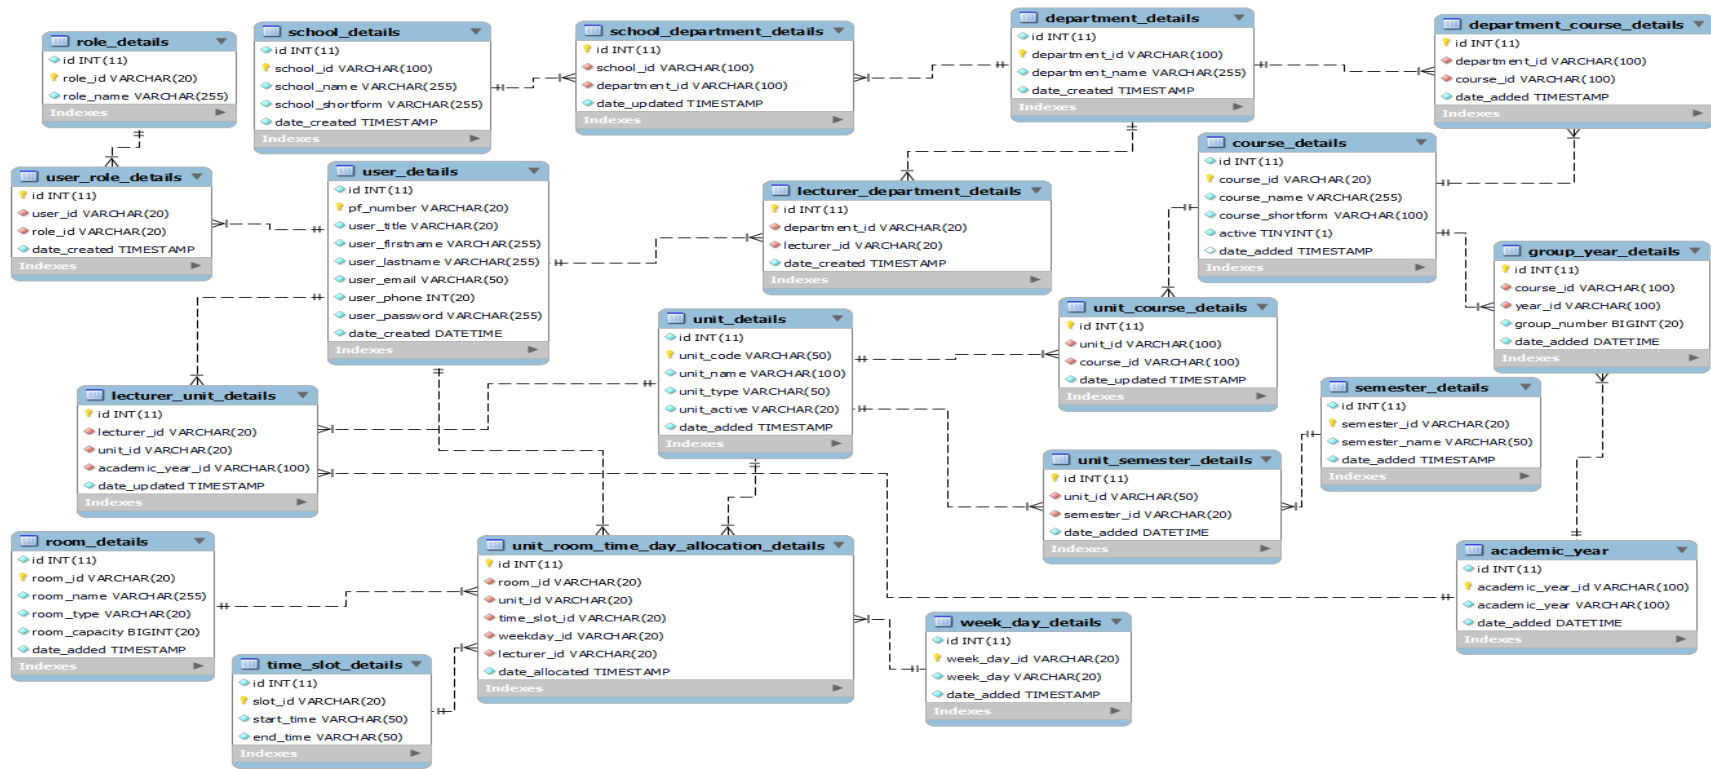 role_details
id INT(11)
role_id VARCHAR(20)
role_name VARCHAR(255)
Indexes
school_details
id INT(11)
school_id VARCHAR(100)
school_name VARCHAR(255)
school_shortform VARCHAR(255)
date_created TIMESTAMP
Indexes
school_department_details
id INT(11)
school_id VARCHAR(100)
department_id VARCHAR(100)
date_updated TIMESTAMP
Indexes
department_details
id INT(11)
department_id VARCHAR(100)
department_name VARCHAR(255)
date_created TIMESTAMP
Indexes
department_course_details
id INT(11)
department_id VARCHAR(100)
course_id VARCHAR(100)
date_added TIMESTAMP
Indexes
user_role_details
id INT(11)
user_id VARCHAR(20)
role_id VARCHAR(20)
date_created TIMESTAMP
Indexes
user_details
id INT(11)
pf_number VARCHAR(20)
user_title VARCHAR(20)
user_firstname VARCHAR(255)
user_lastname VARCHAR(255)
user_email VARCHAR(50)
user_phone INT(20)
user_password VARCHAR(255)
date_created DATETIME
Indexes
lecturer_department_details
id INT(11)
department_id VARCHAR(20)
lecturer_id VARCHAR(20)
date_created TIMESTAMP
Indexes
course_details
id INT(11)
course_id VARCHAR(20)
course_name VARCHAR(255)
course_shortform VARCHAR(100)
active TINYINT(1)
date_added TIMESTAMP
Indexes
group_year_details
id INT(11)
course_id VARCHAR(100)
year_id VARCHAR(100)
group_number BIGINT(20)
date_added DATETIME
Indexes
unit_details
id INT(11)
unit_code VARCHAR(50)
unit_name VARCHAR(100)
unit_type VARCHAR(50)
unit_active VARCHAR(20)
date_added TIMESTAMP
Indexes
unit_course_details
id INT(11)
unit_id VARCHAR(100)
course_id VARCHAR(100)
date_updated TIMESTAMP
Indexes
lecturer_unit_details
id INT(11)
lecturer_id VARCHAR(20)
unit_id VARCHAR(20)
academic_year_id VARCHAR(100)
date_updated TIMESTAMP
Indexes
semester_details
id INT(11)
semester_id VARCHAR(20)
semester_name VARCHAR(50)
date_added TIMESTAMP
Indexes
unit_semester_details
id INT(11)
unit_id VARCHAR(50)
semester_id VARCHAR(20)
date_added DATETIME
Indexes
room_details
id INT(11)
room_id VARCHAR(20)
room_name VARCHAR(255)
room_type VARCHAR(20)
room_capacity BIGINT(20)
date_added TIMESTAMP
Indexes
unit_room_time_day_allocation_details
id INT(11)
room_id VARCHAR(20)
unit_id VARCHAR(20)
time_slot_id VARCHAR(20)
weekday_id VARCHAR(20)
lecturer_id VARCHAR(20)
date_allocated TIMESTAMP
Indexes
academic_year
id INT(11)
academic_year_id VARCHAR(100)
academic_year VARCHAR(100)
date_added DATETIME
Indexes
week_day_details
id INT(11)
week_day_id VARCHAR(20)
week_day VARCHAR(20)
date_added TIMESTAMP
Indexes
time_slot_details
id INT(11)
slot_id VARCHAR(20)
start_time VARCHAR(50)
end_time VARCHAR(50)
Indexes